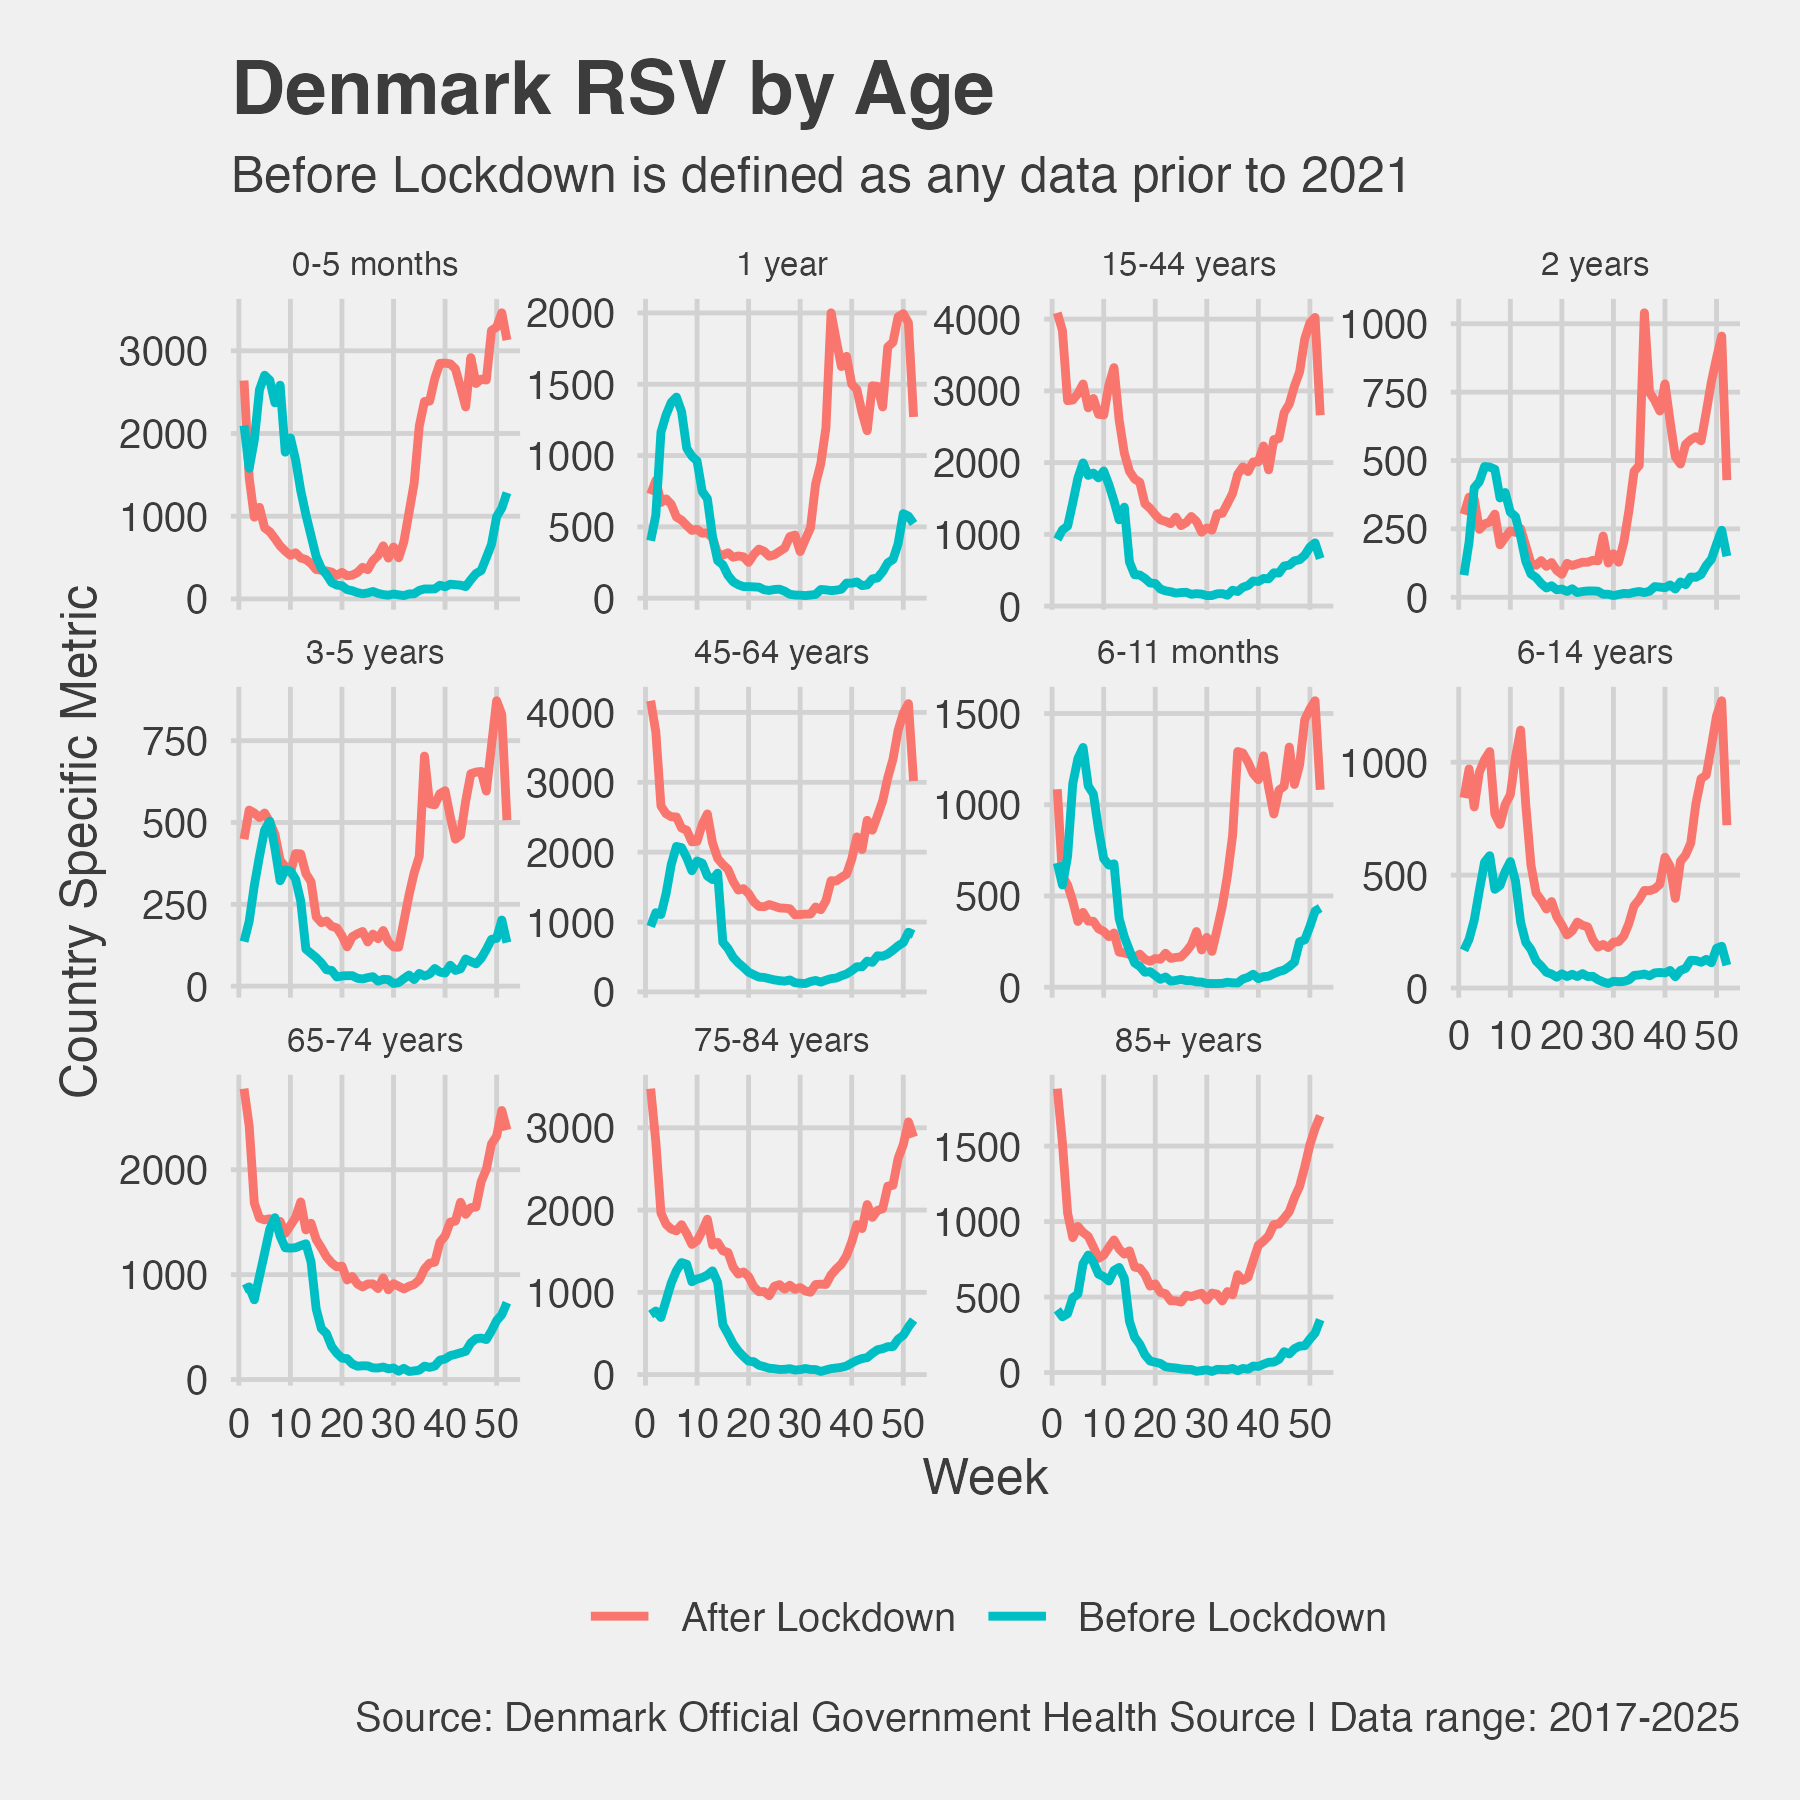 Denmark RSV by Age
Before Lockdown is defined as any data prior to 2021
0-5 months
1 year
15-44 years
2 years
3000
2000
1000
0
2000
1500
1000
500
0
4000
3000
2000
1000
0
1000
750
500
250
0
3-5 years
45-64 years
6-11 months
6-14 years
750
500
250
0
4000
3000
2000
1000
0
1500
1000
500
0
1000
500
0
0 10 20 30 40 50
65-74 years
75-84 years
85+ years
2000
1000
0
3000
2000
1000
0
1500
1000
500
0
0 10 20 30 40 50
0 10 20 30 40 50
0 10 20 30 40 50
Country Specific Metric
Week
After Lockdown
Before Lockdown
Source: Denmark Official Government Health Source | Data range: 2017-2025